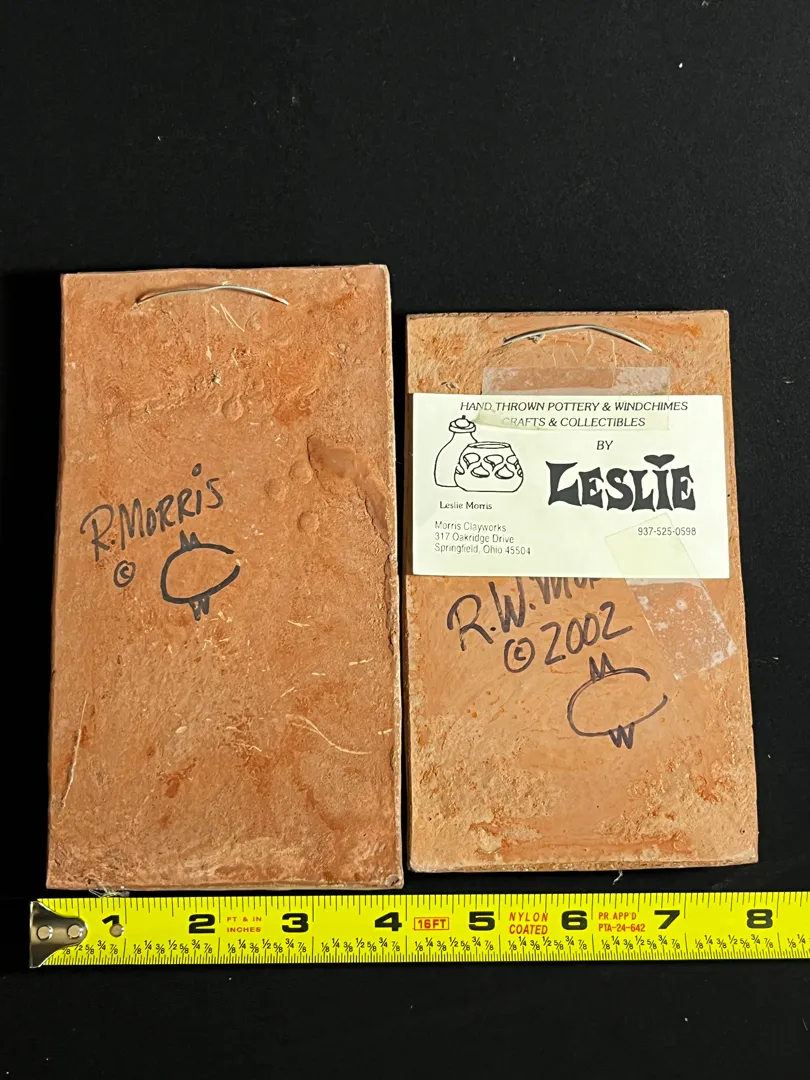 R. MORRIS
©
M
C
W
HAND THROWN POTTERY & WINDCHIMES
CRAFTS & COLLECTIBLES
BY
LESLIE
Leslie Morris
Morris Clayworks
317 Oakridge Drive
Springfield, Ohio 45504
937-525-0598
R.W.
© 2002
M
C
W
1 2 FT & IN INCHES 3 4 16FT 5 NYLON COATED 6 PR. APP'D PTA-24-642 7 8